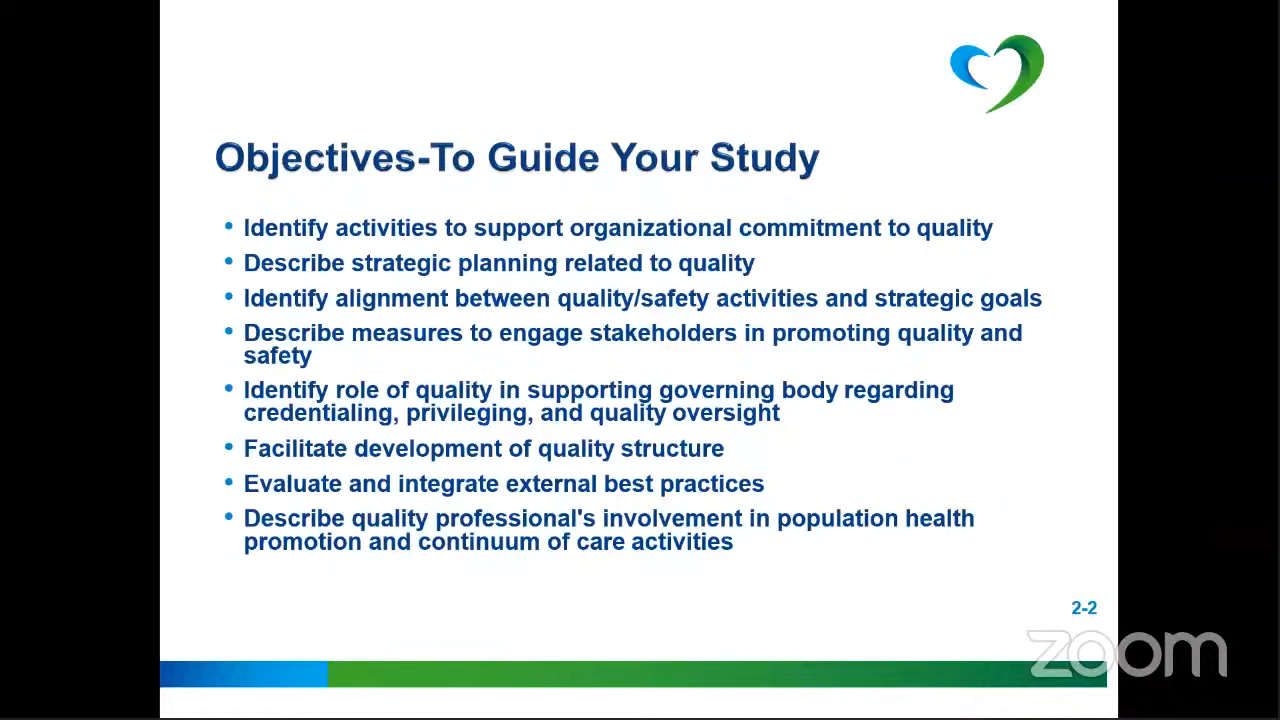 Objectives-To Guide Your Study
• Identify activities to support organizational commitment to quality
• Describe strategic planning related to quality
• Identify alignment between quality/safety activities and strategic goals
• Describe measures to engage stakeholders in promoting quality and
safety
• Identify role of quality in supporting governing body regarding
credentialing, privileging, and quality oversight
• Facilitate development of quality structure
• Evaluate and integrate external best practices
• Describe quality professional's involvement in population health
promotion and continuum of care activities
2-2
zoom